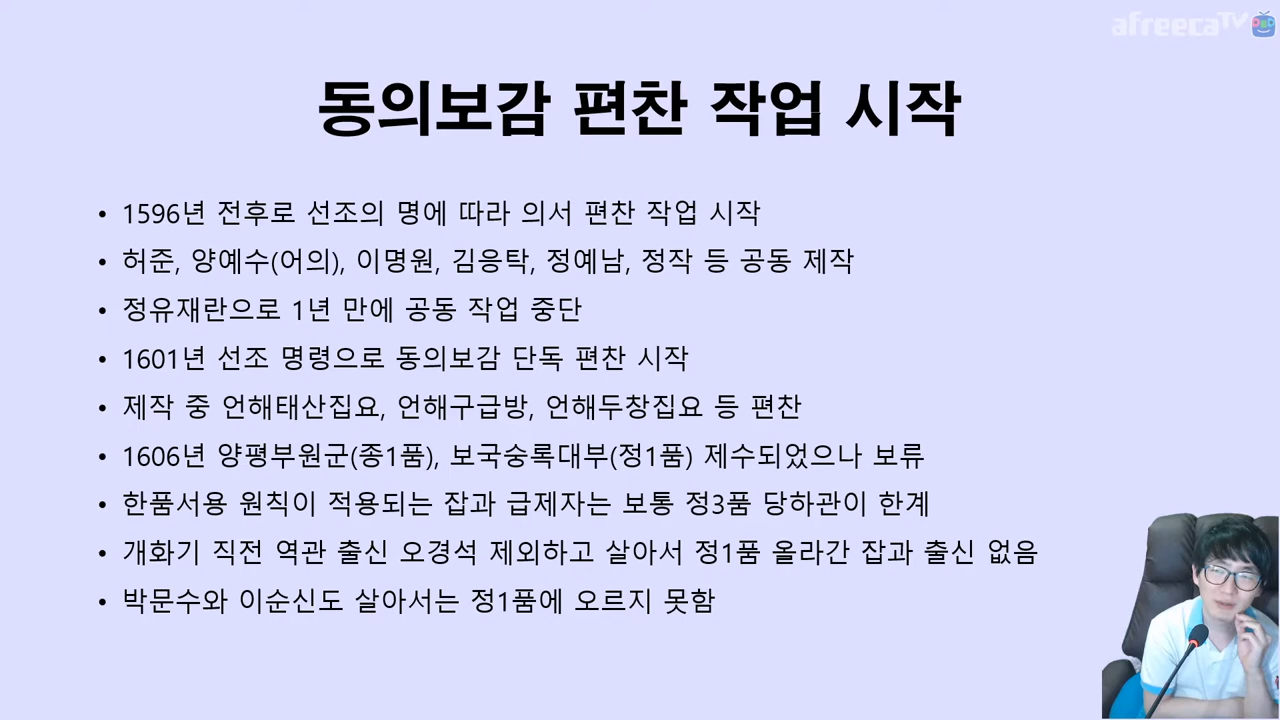 afreecaTV
동의보감 편찬 작업 시작
• 1596년 전후로 선조의 명에 따라 의서 편찬 작업 시작
• 허준, 양예수(어의), 이명원, 김응탁, 정예남, 정작 등 공동 제작
• 정유재란으로 1년 만에 공동 작업 중단
• 1601년 선조 명령으로 동의보감 단독 편찬 시작
• 제작 중 언해태산집요, 언해구급방, 언해두창집요 등 편찬
• 1606년 양평부원군(종1품), 보국숭록대부(정1품) 제수되었으나 보류
• 한품서용 원칙이 적용되는 잡과 급제자는 보통 정3품 당하관이 한계
• 개화기 직전 역관 출신 오경석 제외하고 살아서 정1품 올라간 잡과 출신 없음
• 박문수와 이순신도 살아서는 정1품에 오르지 못함